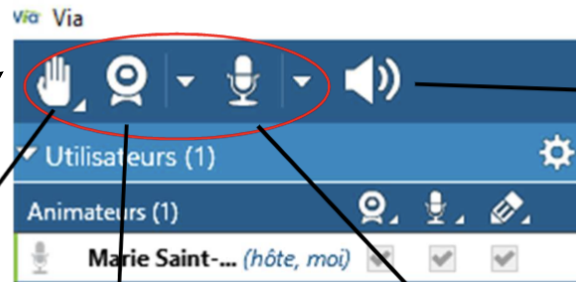 Via Via
Utilisateurs (1)
Animateurs (1)
Marie Saint-... (hôte, moi)